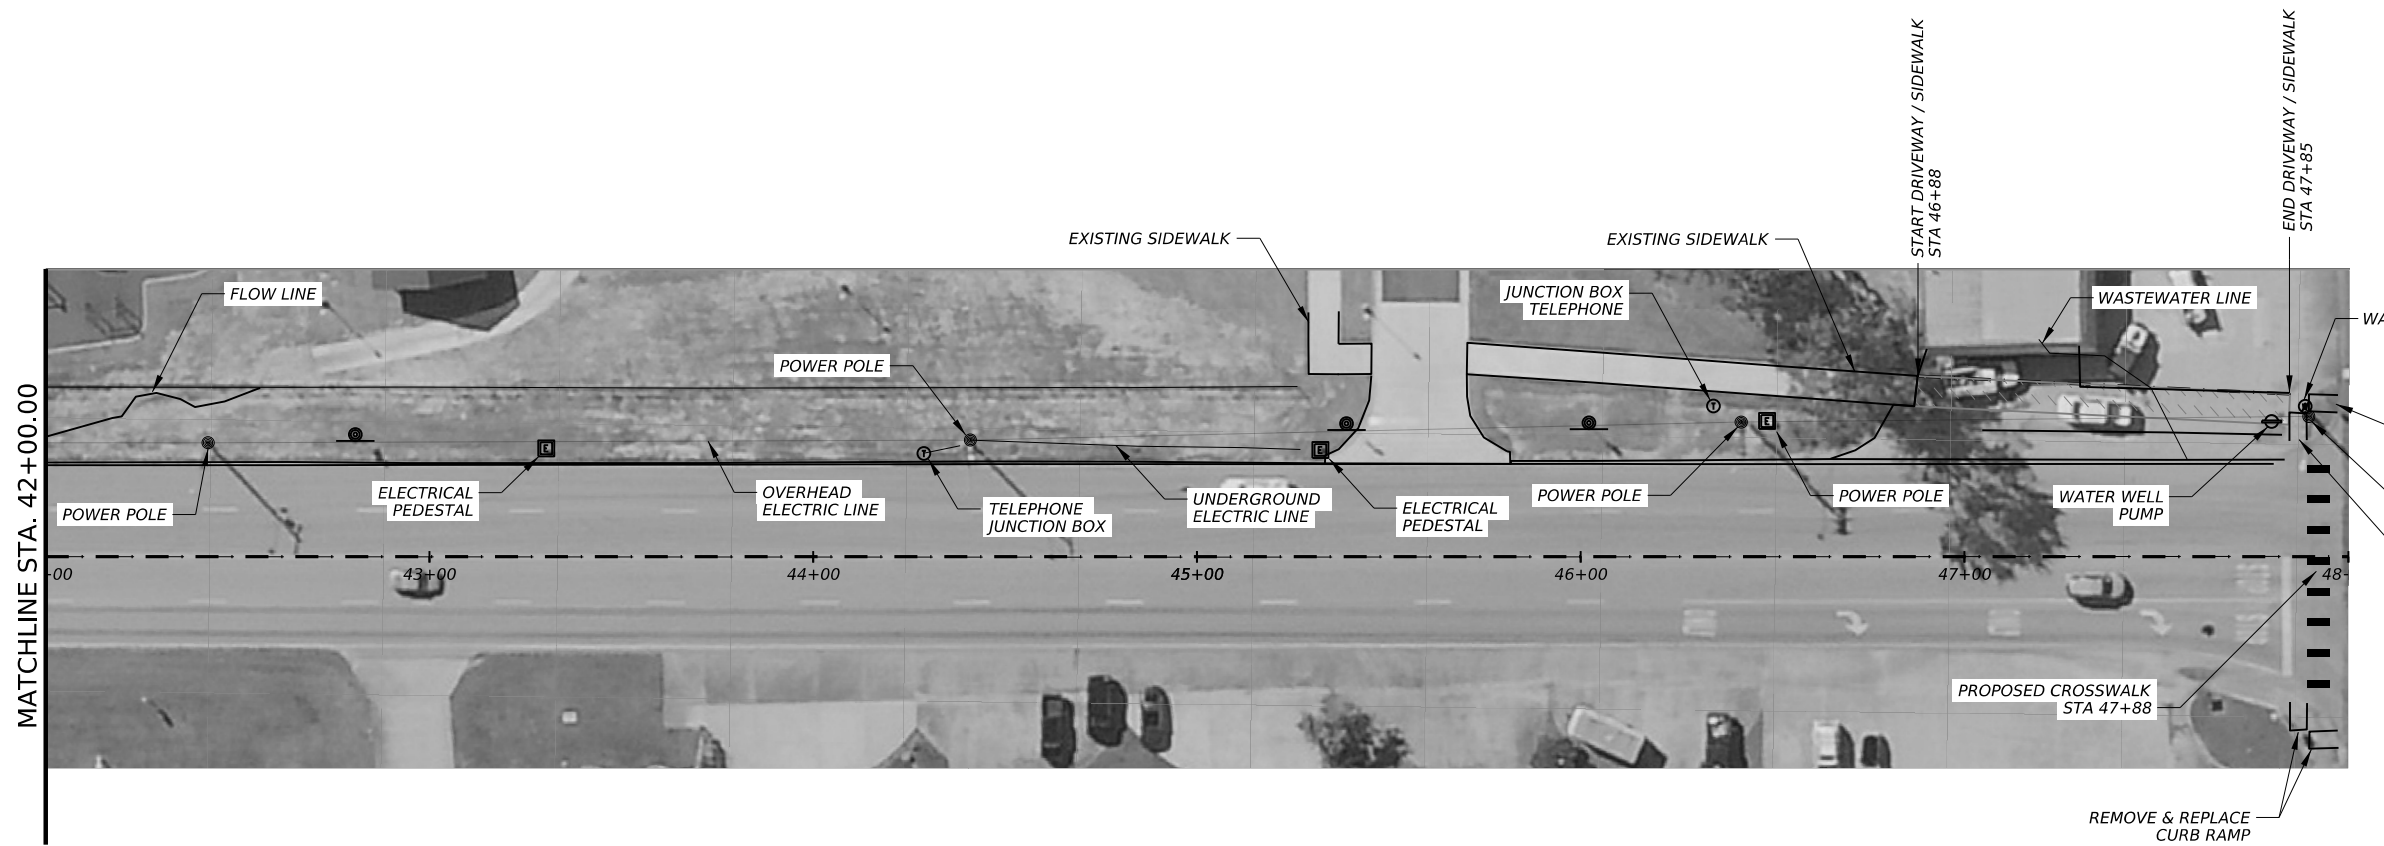 END DRIVEWAY / SIDEWALK
STA 47+85
START DRIVEWAY / SIDEWALK
STA 46+88
EXISTING SIDEWALK
EXISTING SIDEWALK
FLOW LINE
JUNCTION BOX
TELEPHONE
WASTEWATER LINE
WA
POWER POLE
MATCHLINE STA. 42+00.00
POWER POLE
ELECTRICAL
PEDESTAL
OVERHEAD
ELECTRIC LINE
TELEPHONE
JUNCTION BOX
UNDERGROUND
ELECTRIC LINE
ELECTRICAL
PEDESTAL
POWER POLE
POWER POLE
WATER WELL
PUMP
E
T
E
T
E
+00
43+00
44+00
45+00
46+00
47+00
48+
PROPOSED CROSSWALK
STA 47+88
REMOVE & REPLACE
CURB RAMP